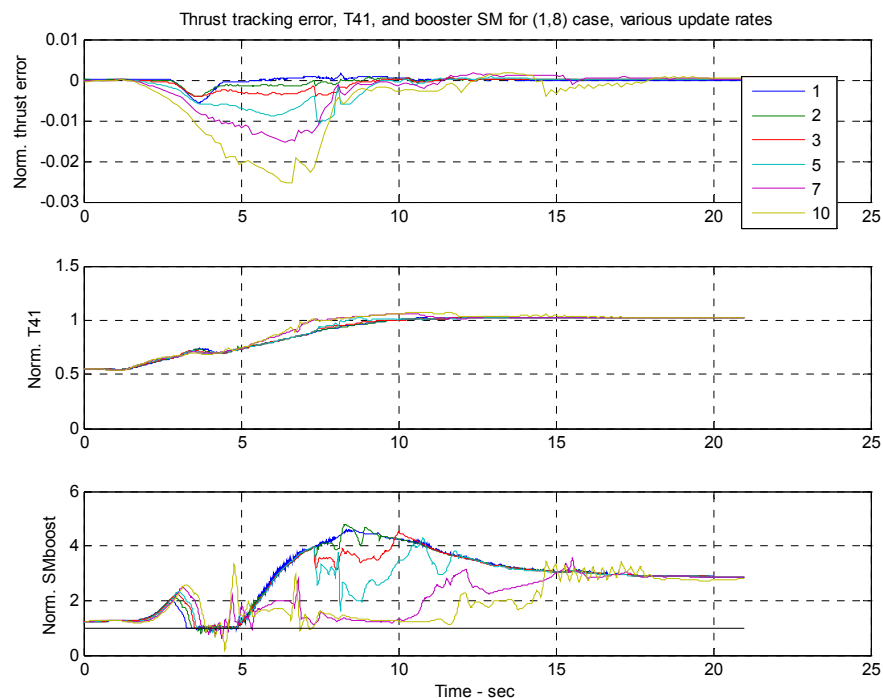 Thrust tracking error, T41, and booster SM for (1,8) case, various update rates
0.01
0
-0.01
-0.02
-0.03
Norm. thrust error
0 5 10 15 20 25
1
2
3
5
7
10
1.5
1
0.5
0
Norm. T41
0 5 10 15 20 25
6
4
2
0
Norm. SMboost
0 5 10 15 20 25
Time - sec